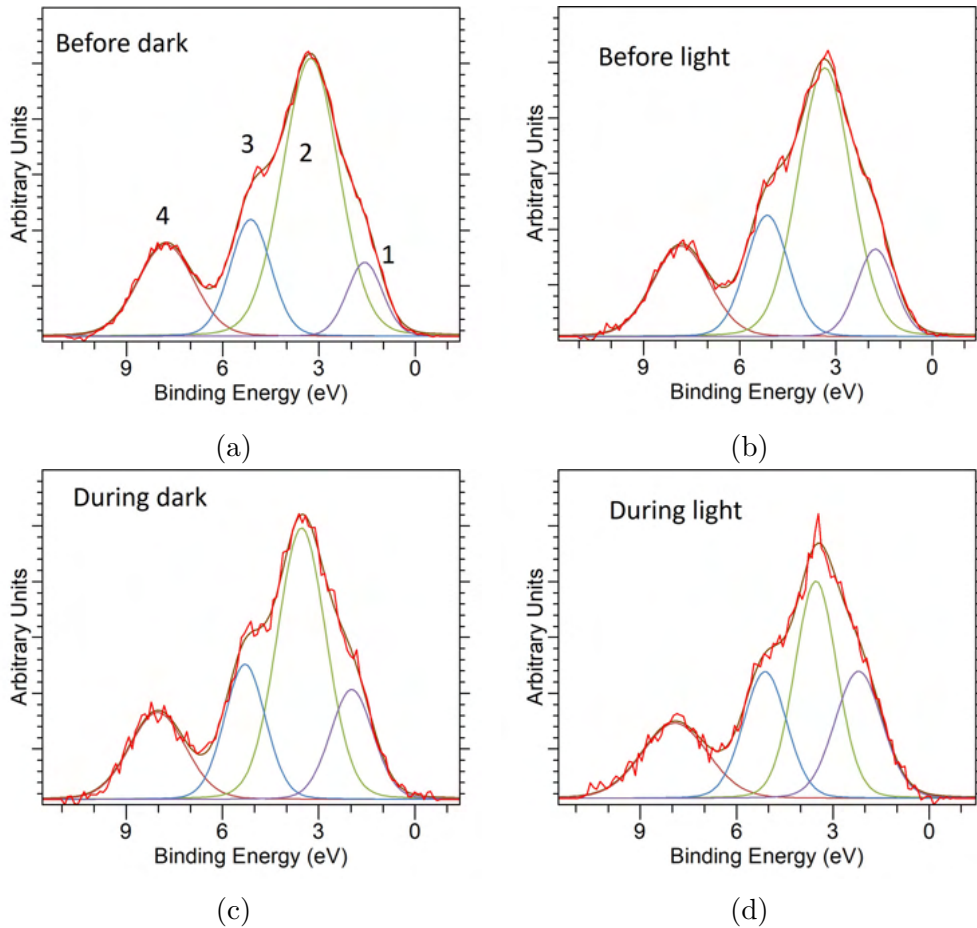 Before dark
3
2
4
1
Arbitrary Units
9 6 3 0
Binding Energy (eV)
(a)
Before light
Arbitrary Units
9 6 3 0
Binding Energy (eV)
(b)
During dark
Arbitrary Units
9 6 3 0
Binding Energy (eV)
(c)
During light
Arbitrary Units
9 6 3 0
Binding Energy (eV)
(d)